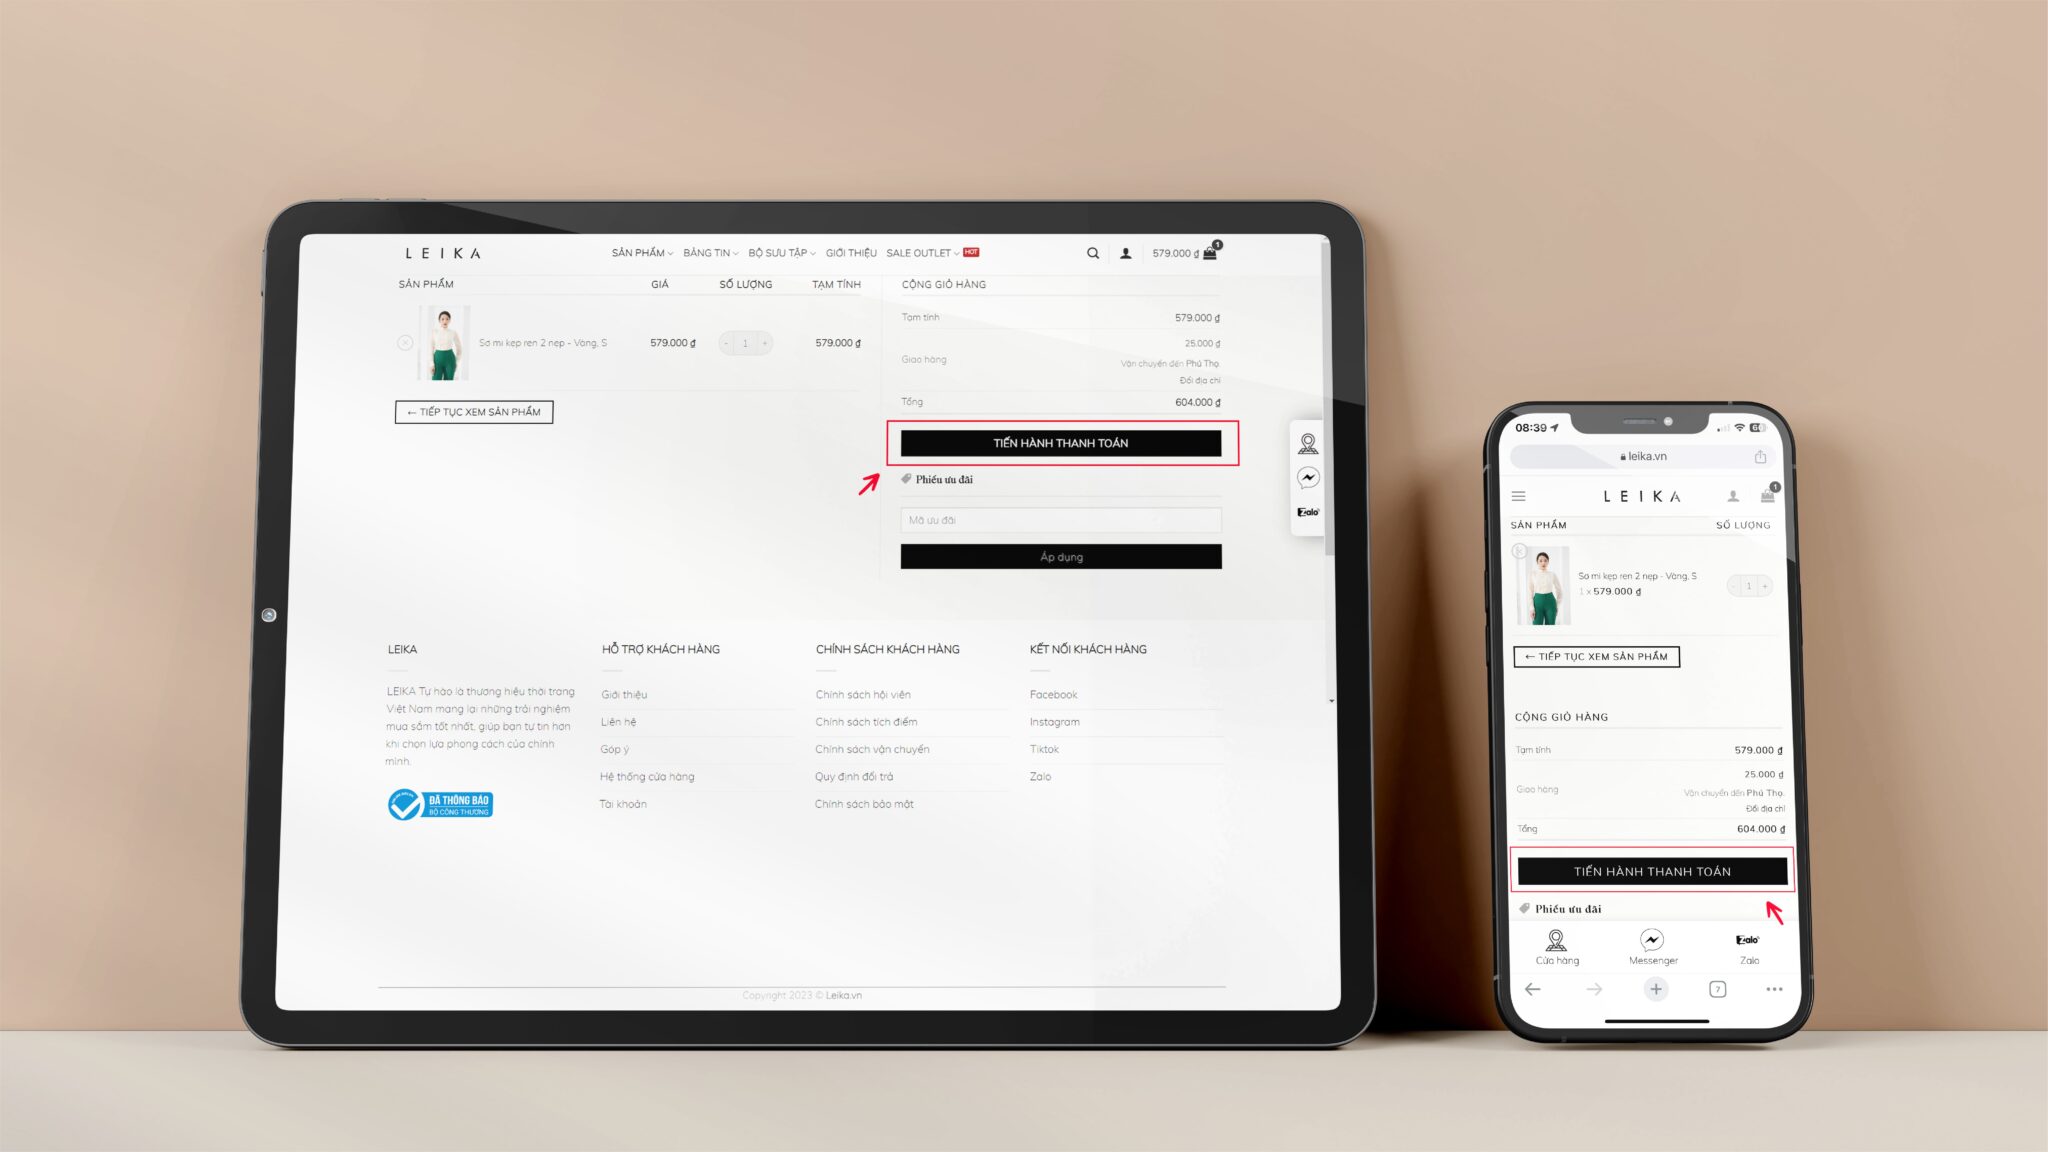 LEIKA
SẢN PHẨM BẢNG TIN BỘ SƯU TẬP GIỚI THIỆU SALE OUTLET HOT
579.000 ₫ 1
SẢN PHẨM GIÁ SỐ LƯỢNG TẠM TÍNH
Sơ mi kẹp ren 2 nẹp - Vàng, S 579.000 ₫ - 1 + 579.000 ₫
← TIẾP TỤC XEM SẢN PHẨM
CỘNG GIỎ HÀNG
Tạm tính 579.000 ₫
25.000 ₫
Giao hàng Vận chuyển đến Phú Thọ.
Đổi địa chỉ
Tổng 604.000 ₫
TIẾN HÀNH THANH TOÁN
Phiếu ưu đãi
Mã ưu đãi
Áp dụng
Zalo
LEIKA
LEIKA Tự hào là thương hiệu thời trang
Việt Nam mang lại những trải nghiệm
mua sắm tốt nhất, giúp bạn tự tin hơn
khi chọn lựa phong cách của chính
mình.
ĐÃ THÔNG BÁO
BỘ CÔNG THƯƠNG
HỖ TRỢ KHÁCH HÀNG
Giới thiệu
Liên hệ
Góp ý
Hệ thống cửa hàng
Tài khoản
CHÍNH SÁCH KHÁCH HÀNG
Chính sách hội viên
Chính sách tích điểm
Chính sách vận chuyển
Quy định đổi trả
Chính sách bảo mật
KẾT NỐI KHÁCH HÀNG
Facebook
Instagram
Tiktok
Zalo
Copyright 2023 © Leika.vn
08:39
leika.vn
LEIKA 1
SẢN PHẨM SỐ LƯỢNG
Sơ mi kẹp ren 2 nẹp - Vàng, S
1 x 579.000 ₫ - 1 +
← TIẾP TỤC XEM SẢN PHẨM
CỘNG GIỎ HÀNG
Tạm tính 579.000 ₫
25.000 ₫
Giao hàng Vận chuyển đến Phú Thọ.
Đổi địa chỉ
Tổng 604.000 ₫
TIẾN HÀNH THANH TOÁN
Phiếu ưu đãi
Zalo
Cửa hàng Messenger Zalo
7